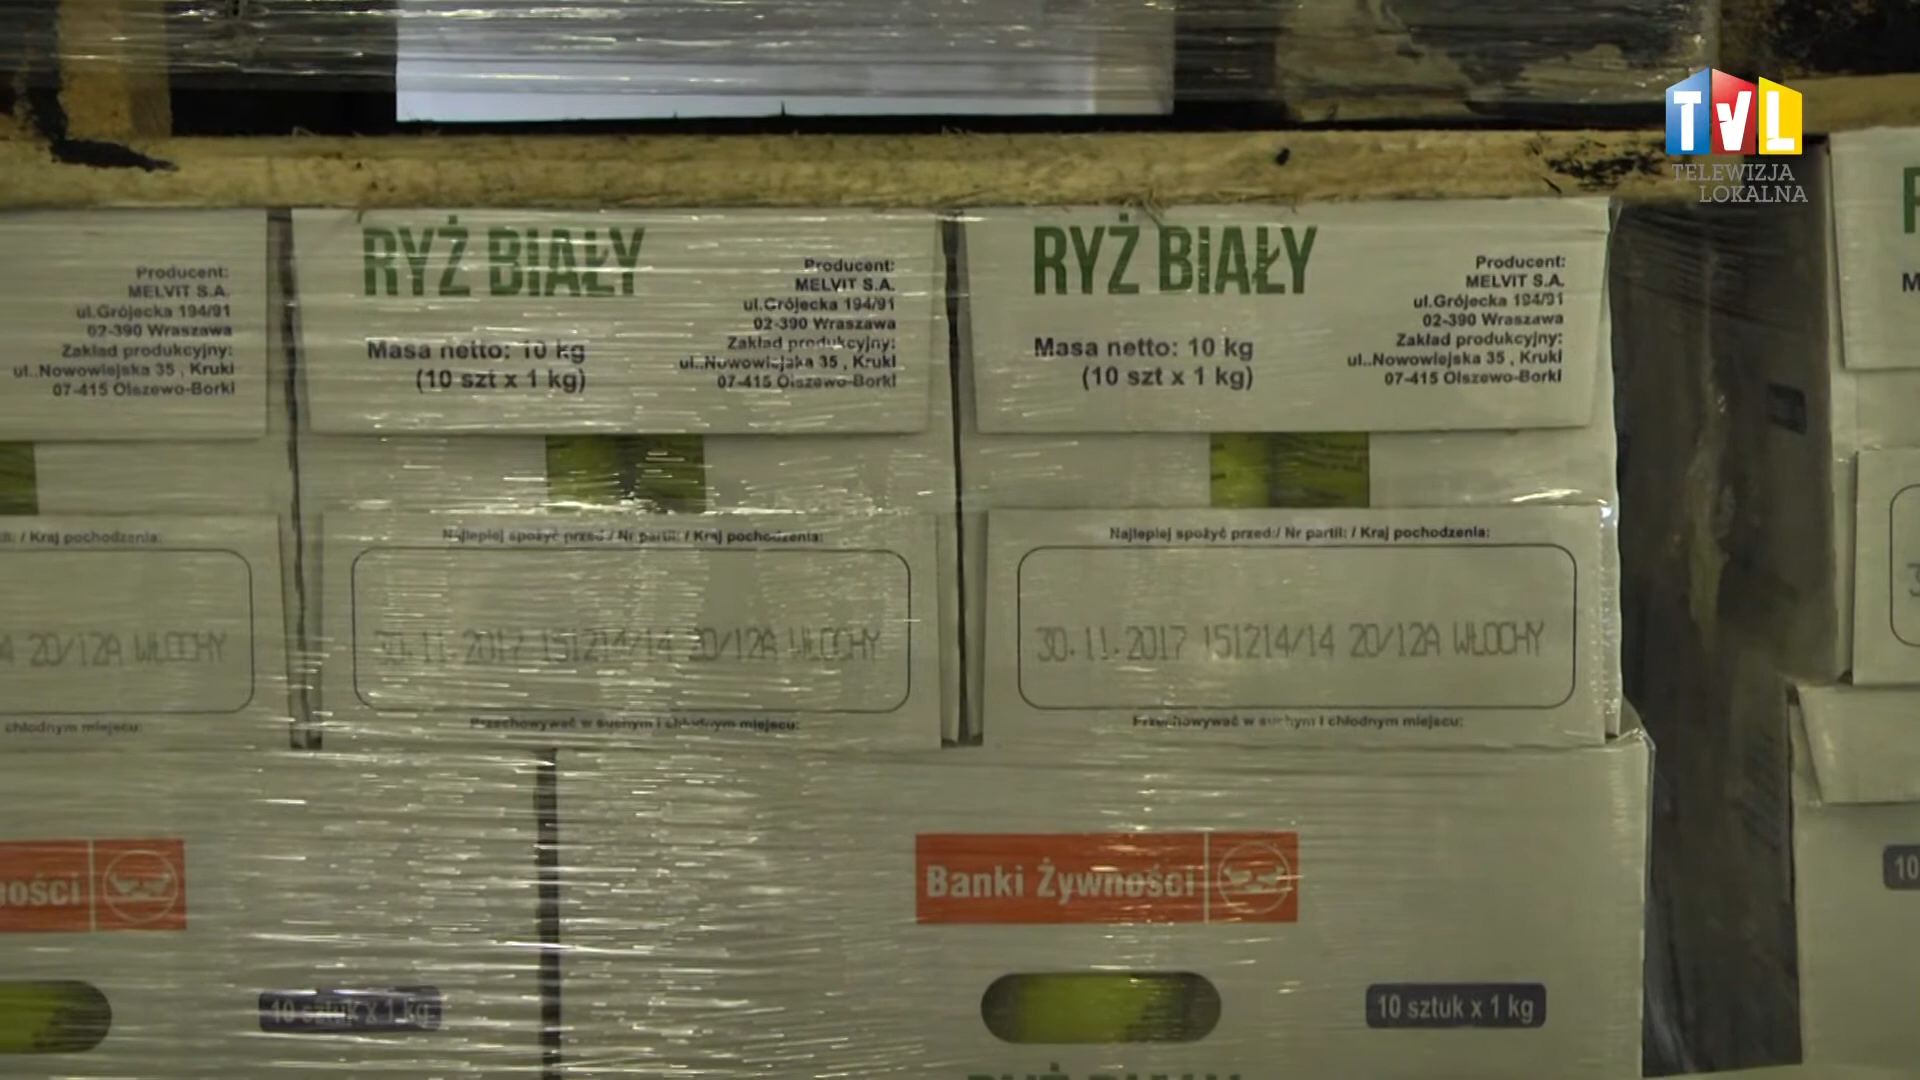 TVL
TELEWIZJA
LOKALNA
Producent:
MELVIT S.A.
ul.Grójecka 194/91
02-390 Wraszawa
Zakład produkcyjny:
ul..Nowowiejska 35 , Kruki
07-415 Olszewo-Borki
RYŻ BIAŁY
Masa netto: 10 kg
(10 szt x 1 kg)
Producent:
MELVIT S.A.
ul.Grójecka 194/91
02-390 Wraszawa
Zakład produkcyjny:
ul..Nowowiejska 35 , Kruki
07-415 Olszewo-Borki
RYŻ BIAŁY
Masa netto: 10 kg
(10 szt x 1 kg)
Producent:
MELVIT S.A.
ul.Grójecka 194/91
02-390 Wraszawa
Zakład produkcyjny:
ul..Nowowiejska 35 , Kruki
07-415 Olszewo-Borki
/ Kraj pochodzenia:
20/12A WŁOCHY
chłodnym miejscu:
Najlepiej spożyć przed:/ Nr partii: / Kraj pochodzenia:
30.11.2017 151214/14 20/12A WŁOCHY
Przechowywać w suchym i chłodnym miejscu:
Najlepiej spożyć przed:/ Nr partii: / Kraj pochodzenia:
30.11.2017 151214/14 20/12A WŁOCHY
Przechowywać w suchym i chłodnym miejscu:
Banki Żywności
10 sztuk x 1 kg
10 sztuk x 1 kg
10